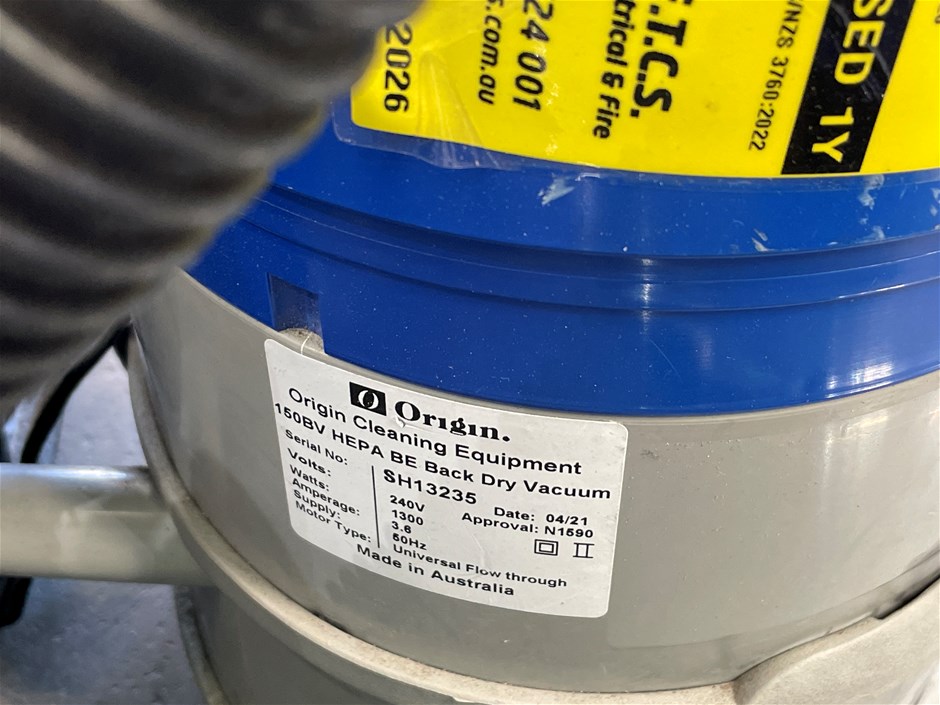 2026
24 001
s.com.au
.T.C.S.
trical & Fire
/NZS 3760:2022
SED 1Y
Origin.
Origin Cleaning Equipment
150BV HEPA BE Back Dry Vacuum
Serial No: SH13235
Volts: 240V Date: 04/21
Watts: 1300 Approval: N1590
Amperage: 3.6
Supply: 50Hz
Motor Type: Universal Flow through
Made in Australia